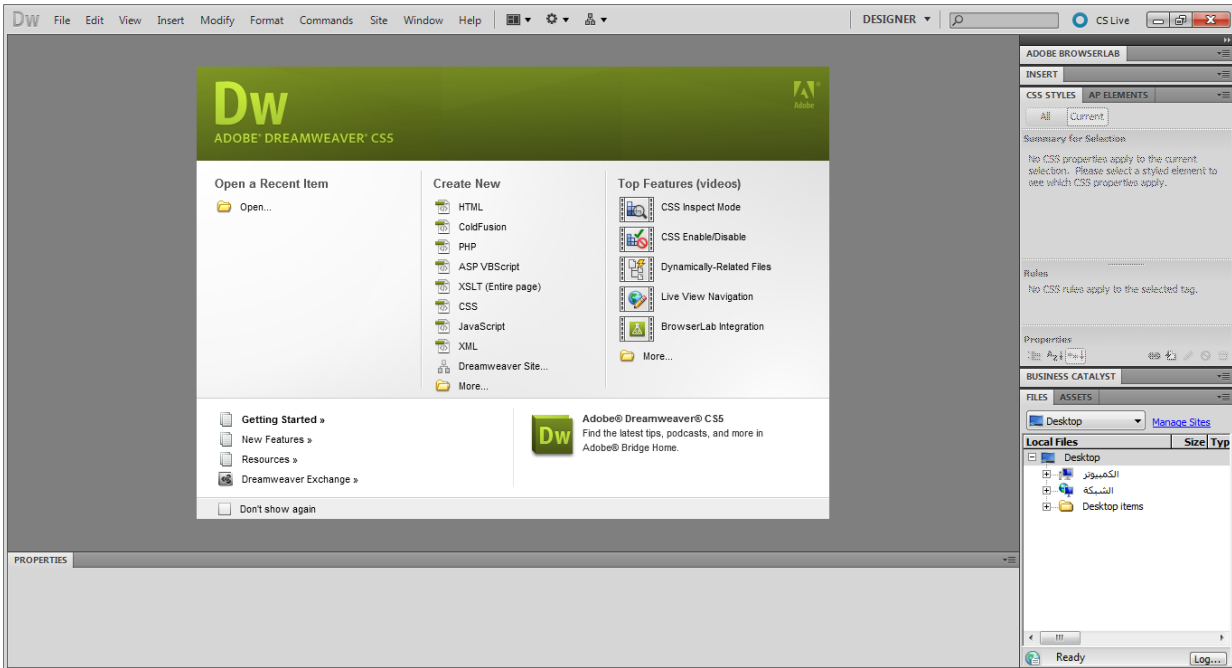 Dw File Edit View Insert Modify Format Commands Site Window Help DESIGNER CS Live
ADOBE BROWSERLAB
INSERT
CSS STYLES AP ELEMENTS
All Current
Summary for Selection
No CSS properties apply to the current
selection. Please select a styled element to
see which CSS properties apply.
Rules
No CSS rules apply to the selected tag.
Properties
BUSINESS CATALYST
FILES ASSETS
Desktop Manage Sites
Local Files Size Typ
Desktop
الكمبيوتر
الشبكة
Desktop items
Ready Log...
Dw
ADOBE® DREAMWEAVER® CS5
Adobe
Open a Recent Item
Open...
Create New
HTML
ColdFusion
PHP
ASP VBScript
XSLT (Entire page)
CSS
JavaScript
XML
Dreamweaver Site...
More...
Top Features (videos)
CSS Inspect Mode
CSS Enable/Disable
Dynamically-Related Files
Live View Navigation
BrowserLab Integration
More...
Getting Started »
New Features »
Resources »
Dreamweaver Exchange »
Dw
Adobe® Dreamweaver® CS5
Find the latest tips, podcasts, and more in
Adobe® Bridge Home.
Don't show again
PROPERTIES